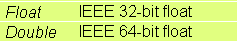 Float IEEE 32-bit float
Double IEEE 64-bit float